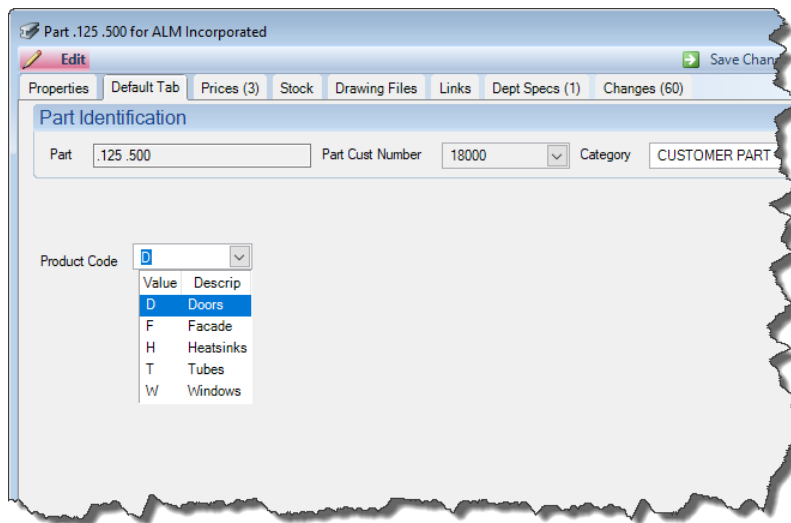 Part .125 .500 for ALM Incorporated
Edit Save Chan
Properties Default Tab Prices (3) Stock Drawing Files Links Dept Specs (1) Changes (60)
Part Identification
Part .125 .500 Part Cust Number 18000 Category CUSTOMER PART
Product Code D
Value Descrip
D Doors
F Facade
H Heatsinks
T Tubes
W Windows